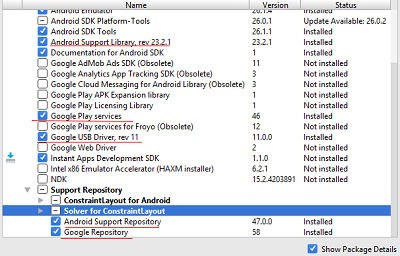 Name Version Status
Android Emulator 26.1.4 Installed
Android SDK Platform-Tools 26.0.1 Update Available: 26.0.2
Android SDK Tools 26.1.1 Installed
Android Support Library, rev 23.2.1 23.2.1 Installed
Documentation for Android SDK 1 Installed
Google AdMob Ads SDK (Obsolete) 11 Not installed
Google Analytics App Tracking SDK (Obsolete) 3 Not installed
Google Cloud Messaging for Android Library (Obsolete) 3 Not installed
Google Play APK Expansion library 1 Not installed
Google Play Licensing Library 1 Not installed
Google Play services 46 Installed
Google Play services for Froyo (Obsolete) 12 Not installed
Google USB Driver, rev 11 11.0.0 Installed
Google Web Driver 2 Not installed
Instant Apps Development SDK 1.1.0 Installed
Intel x86 Emulator Accelerator (HAXM installer) 6.2.1 Not installed
NDK 15.2.4203891 Not installed
Support Repository
ConstraintLayout for Android
Solver for ConstraintLayout
Android Support Repository 47.0.0 Installed
Google Repository 58 Installed
Show Package Details